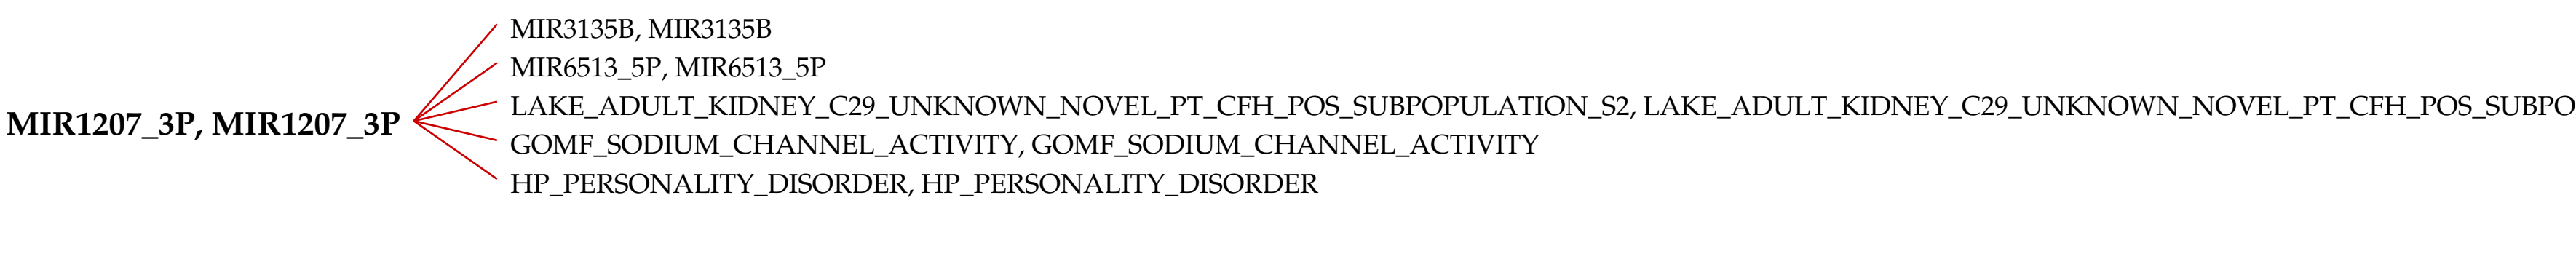 MIR1207_3P, MIR1207_3P
MIR3135B, MIR3135B
MIR6513_5P, MIR6513_5P
LAKE_ADULT_KIDNEY_C29_UNKNOWN_NOVEL_PT_CFH_POS_SUBPOPULATION_S2, LAKE_ADULT_KIDNEY_C29_UNKNOWN_NOVEL_PT_CFH_POS_SUBPO
GOMF_SODIUM_CHANNEL_ACTIVITY, GOMF_SODIUM_CHANNEL_ACTIVITY
HP_PERSONALITY_DISORDER, HP_PERSONALITY_DISORDER